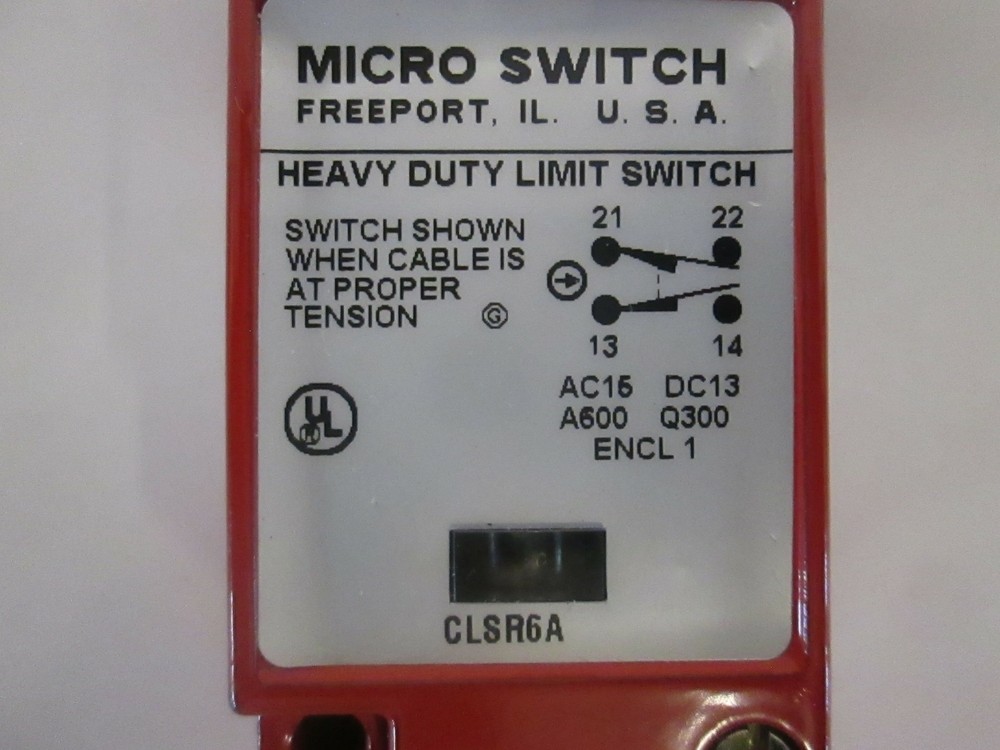 MICRO SWITCH
FREEPORT, IL. U. S. A.
HEAVY DUTY LIMIT SWITCH
SWITCH SHOWN
WHEN CABLE IS
AT PROPER
TENSION
G
21 22
13 14
UL
R
AC15 DC13
A600 Q300
ENCL 1
CLSR6A